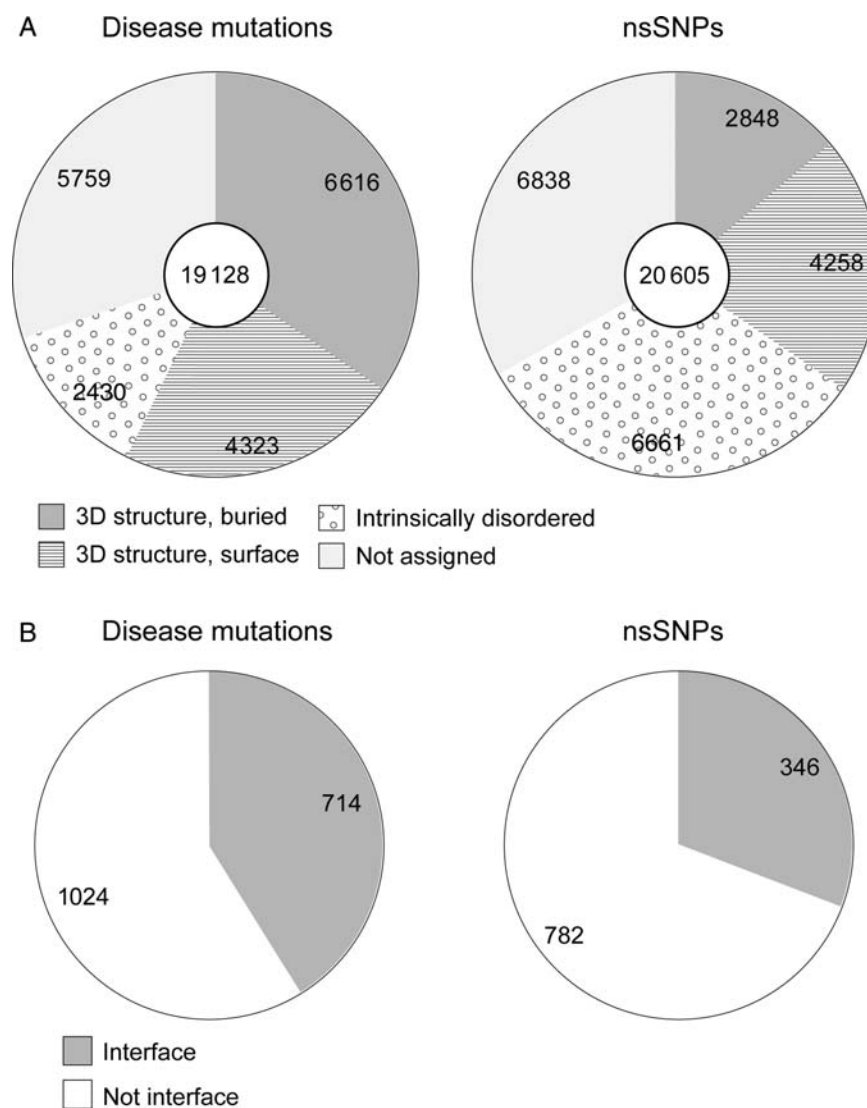 A
Disease mutations
nsSNPs
5759
6616
19 128
2430
4323
2848
6838
20 605
4258
6661
3D structure, buried
Intrinsically disordered
3D structure, surface
Not assigned
B
Disease mutations
nsSNPs
714
1024
346
782
Interface
Not interface